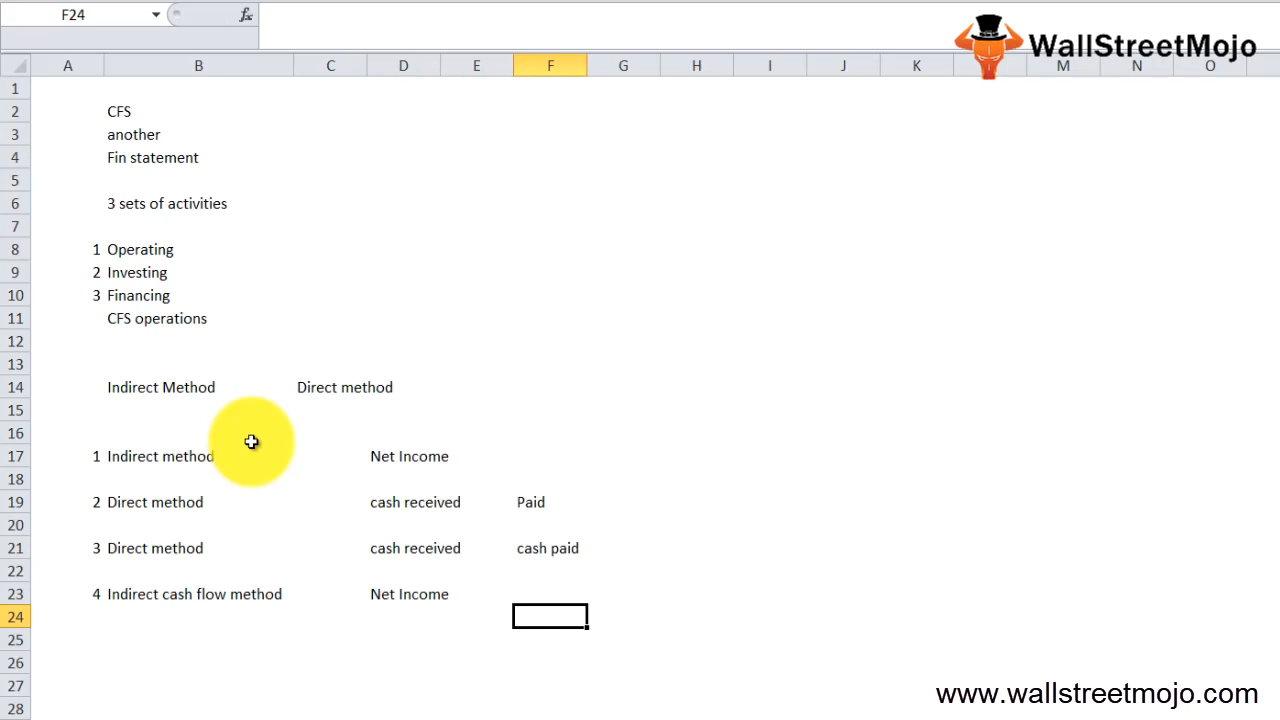 F24
fx
WallStreetMojo
A B C D E F G H I J K M N O
1
2 CFS
3 another
4 Fin statement
5
6 3 sets of activities
7
8 1 Operating
9 2 Investing
10 3 Financing
11 CFS operations
12
13
14 Indirect Method Direct method
15
16
17 1 Indirect method Net Income
18
19 2 Direct method cash received Paid
20
21 3 Direct method cash received cash paid
22
23 4 Indirect cash flow method Net Income
24
25
26
27
28
www.wallstreetmojo.com